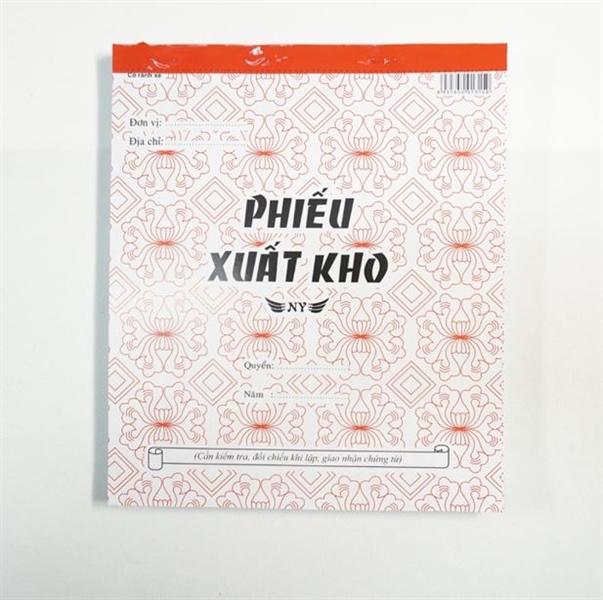 Có rãnh xé
Đơn vị:
Địa chỉ:
PHIẾU
XUẤT KHO
NY
Quyển:
Năm :
(Cần kiểm tra, đối chiếu khi lập, giao nhận chứng từ)